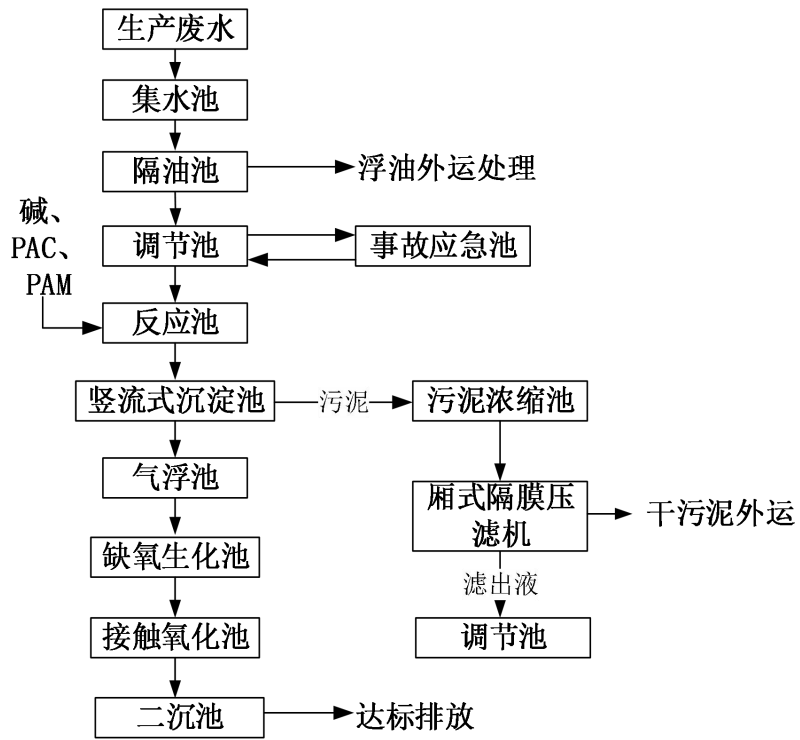 生产废水
集水池
隔油池
浮油外运处理
碱、
PAC、
PAM
调节池
事故应急池
反应池
竖流式沉淀池
污泥
污泥浓缩池
气浮池
厢式隔膜压
滤机
干污泥外运
缺氧生化池
滤出液
接触氧化池
调节池
二沉池
达标排放